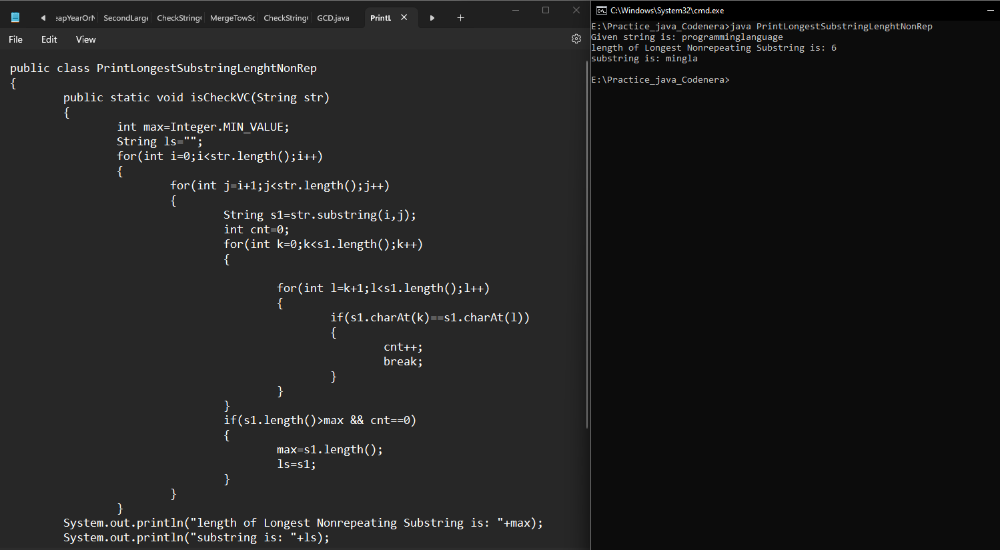 eapYearOrN SecondLarge CheckString MergeTowSc CheckString GCD.java PrintL
File Edit View
public class PrintLongestSubstringLenghtNonRep
{
public static void isCheckVC(String str)
{
int max=Integer.MIN_VALUE;
String ls="";
for(int i=0;i<str.length();i++)
{
for(int j=i+1;j<str.length();j++)
{
String s1=str.substring(i,j);
int cnt=0;
for(int k=0;k<s1.length();k++)
{
for(int l=k+1;l<s1.length();l++)
{
if(s1.charAt(k)==s1.charAt(l))
{
cnt++;
break;
}
}
}
if(s1.length()>max && cnt==0)
{
max=s1.length();
ls=s1;
}
}
}
System.out.println("length of Longest Nonrepeating Substring is: "+max);
System.out.println("substring is: "+ls);
C:\Windows\System32\cmd.exe
E:\Practice_java_Codenera>java PrintLongestSubstringLenghtNonRep
Given string is: programminglanguage
length of Longest Nonrepeating Substring is: 6
substring is: mingla
E:\Practice_java_Codenera>